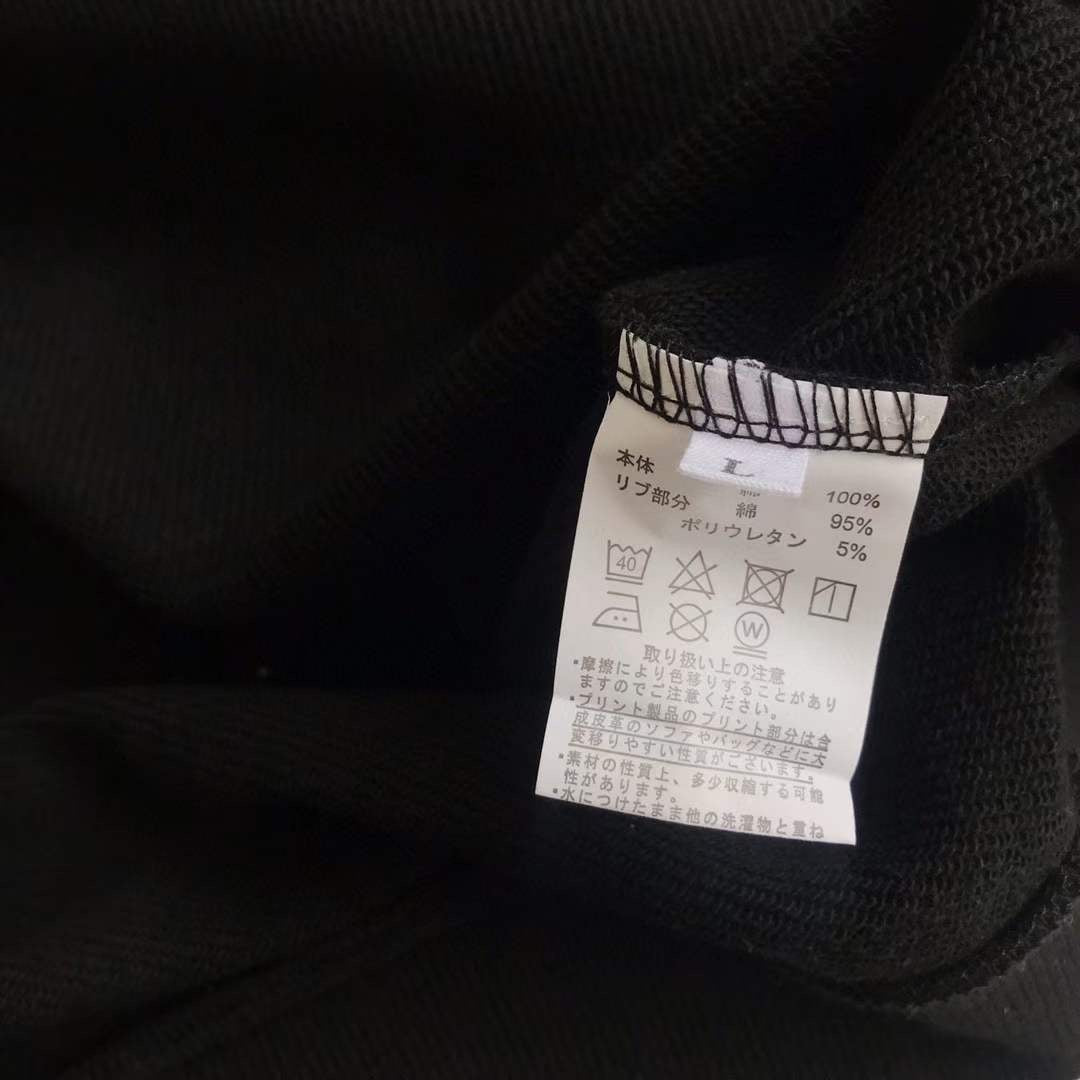 L
本体 100%
リブ部分 綿 95%
ポリウレタン 5%
40
W
取り扱い上の注意
・摩擦により色移りすることがあり
ますのでご注意ください。
・プリント製品のプリント部分は合
成皮革のソファやバッグなどに大
変移りやすい性質がございます。
・素材の性質上、多少収縮する可能
性があります。
・水につけたまま他の洗濯物と重ね